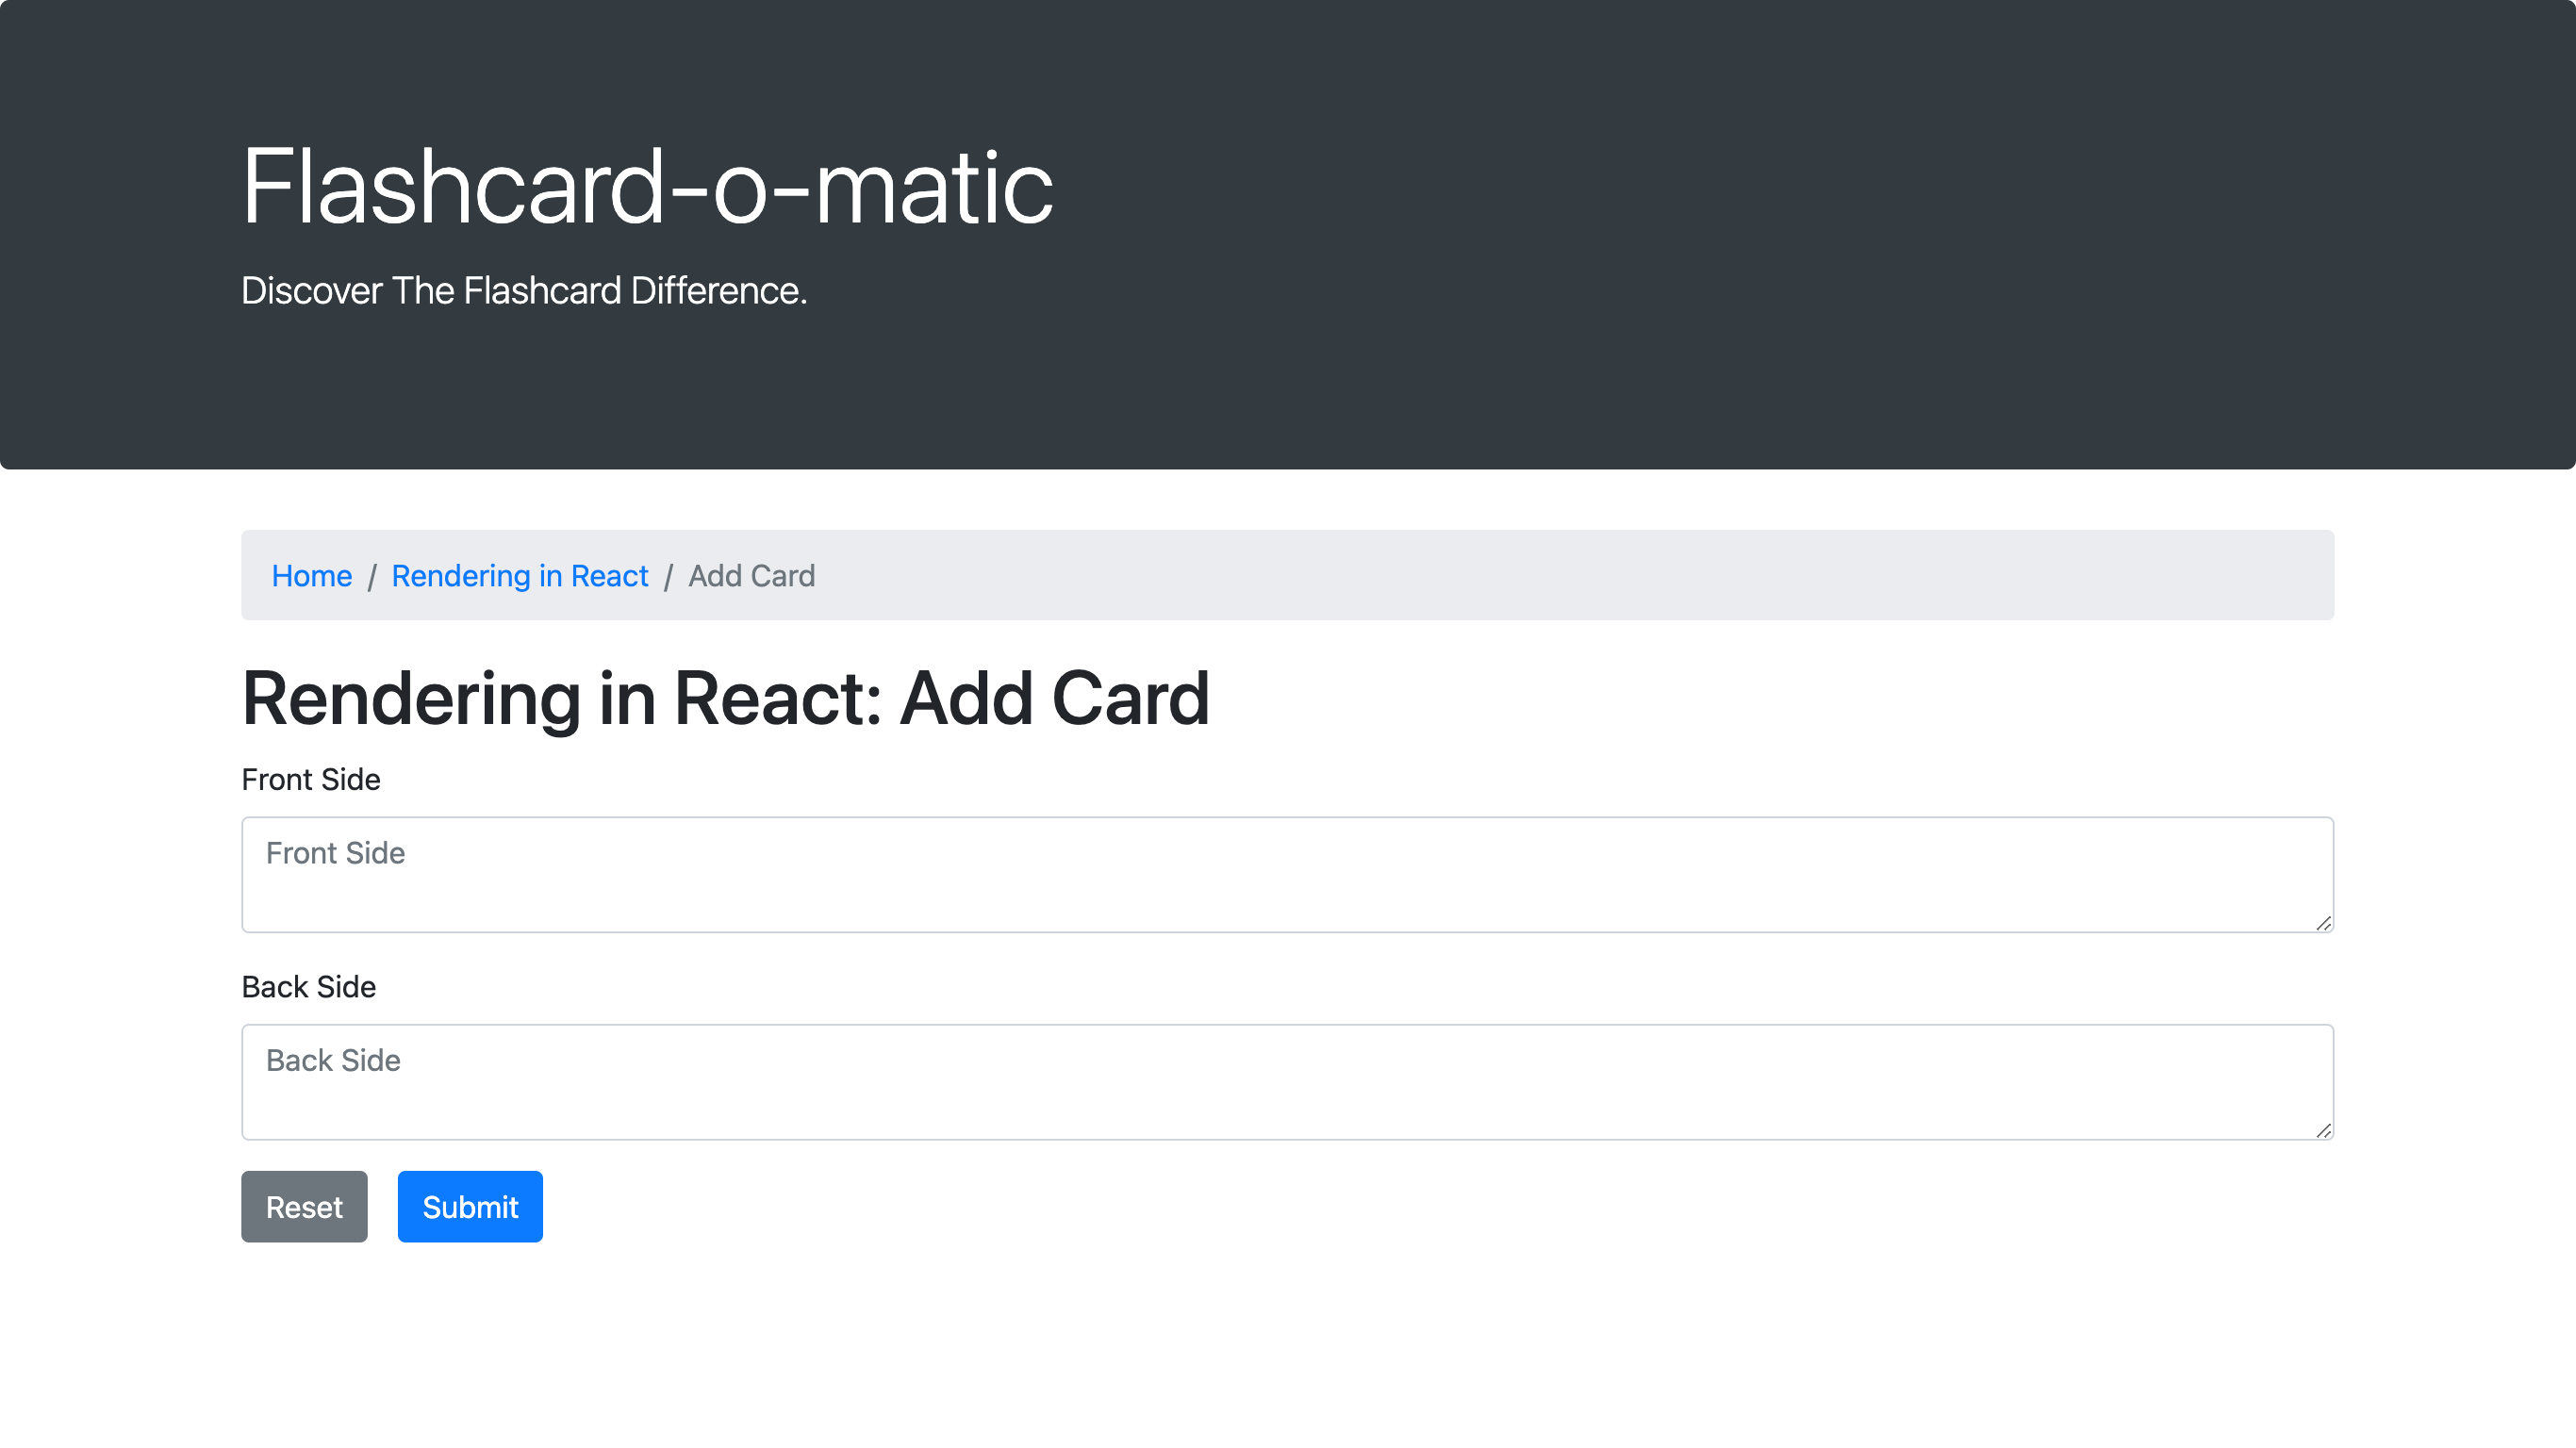 Flashcard-o-matic
Discover The Flashcard Difference.
Home / Rendering in React / Add Card
Rendering in React: Add Card
Front Side
Front Side
Back Side
Back Side
Reset Submit